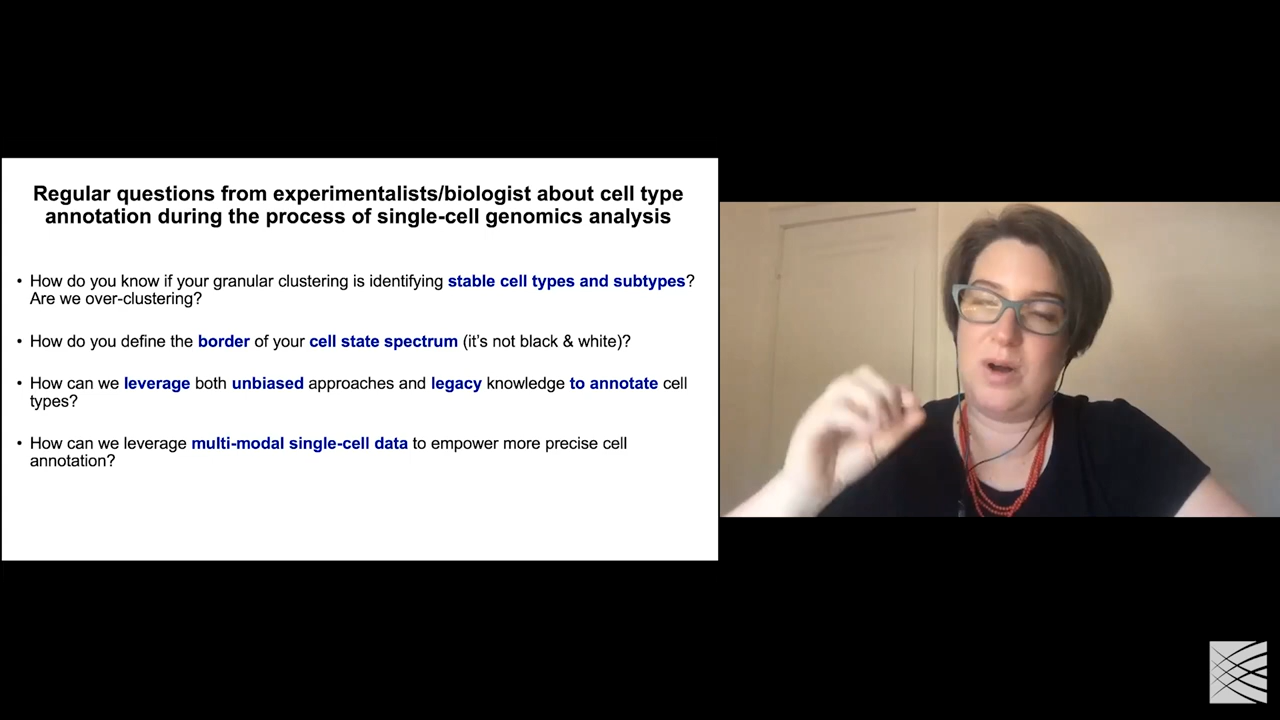 Regular questions from experimentalists/biologist about cell type
annotation during the process of single-cell genomics analysis
• How do you know if your granular clustering is identifying stable cell types and subtypes?
Are we over-clustering?
• How do you define the border of your cell state spectrum (it's not black & white)?
• How can we leverage both unbiased approaches and legacy knowledge to annotate cell
types?
• How can we leverage multi-modal single-cell data to empower more precise cell
annotation?